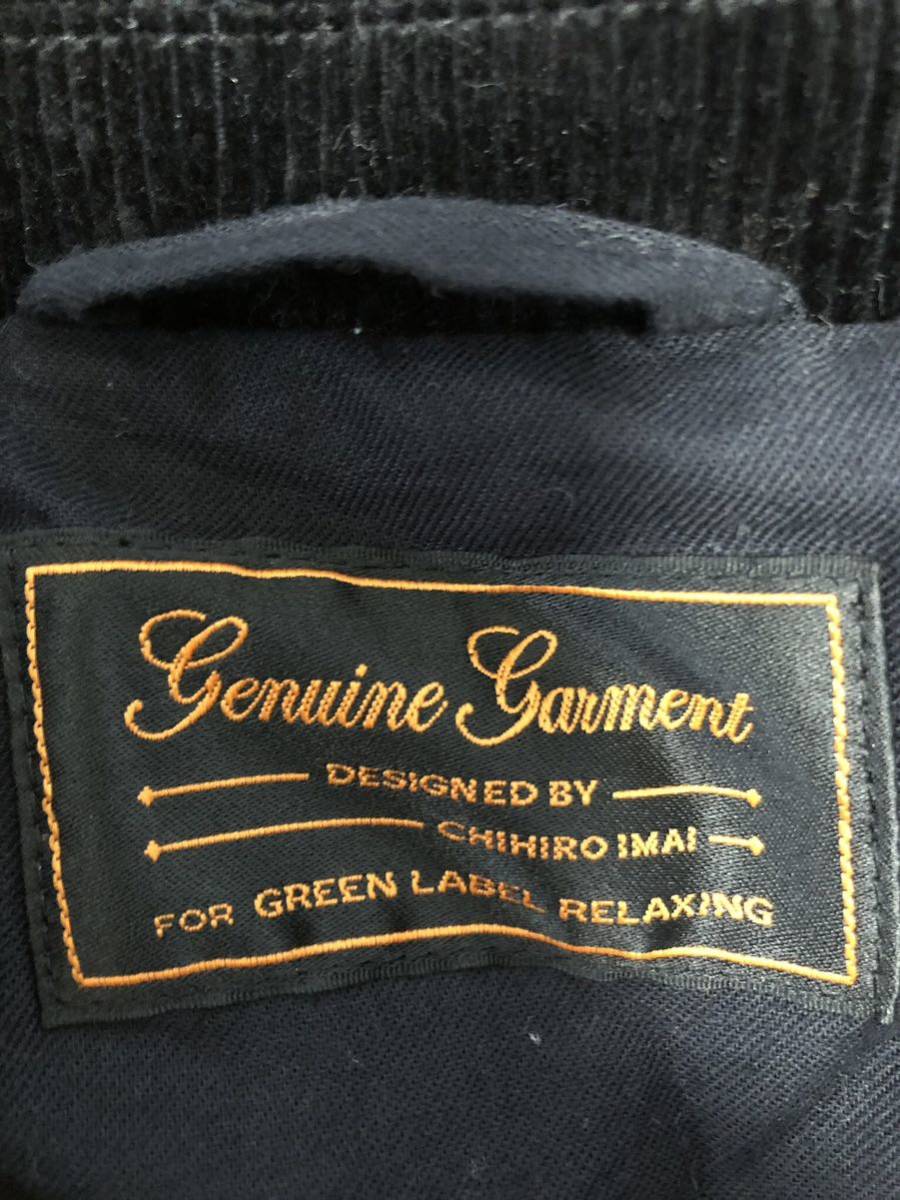 Genuine Garment
DESIGNED BY
CHIHIRO IMAI
FOR GREEN LABEL RELAXING